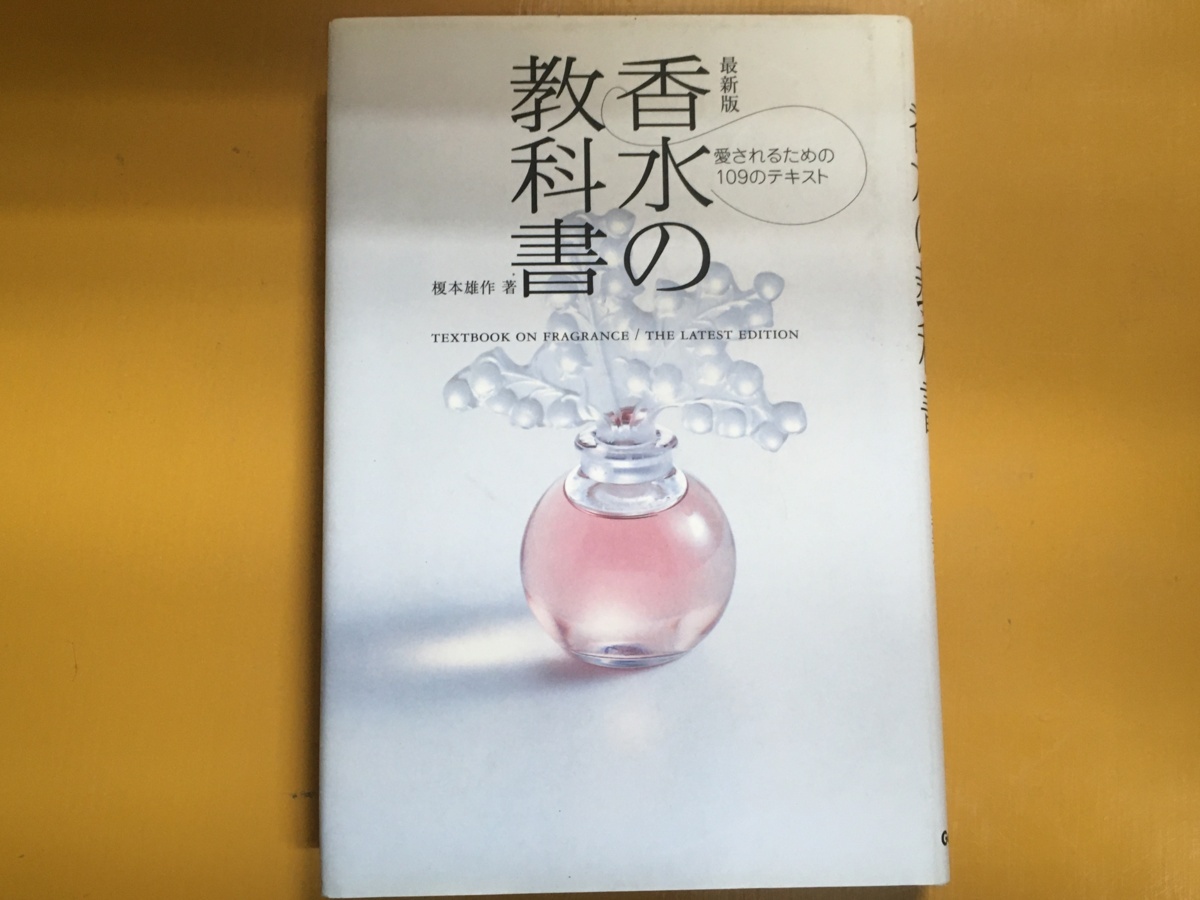 最新版
香水の
教科書
愛されるための
109のテキスト
榎本雄作 著
TEXTBOOK ON FRAGRANCE / THE LATEST EDITION